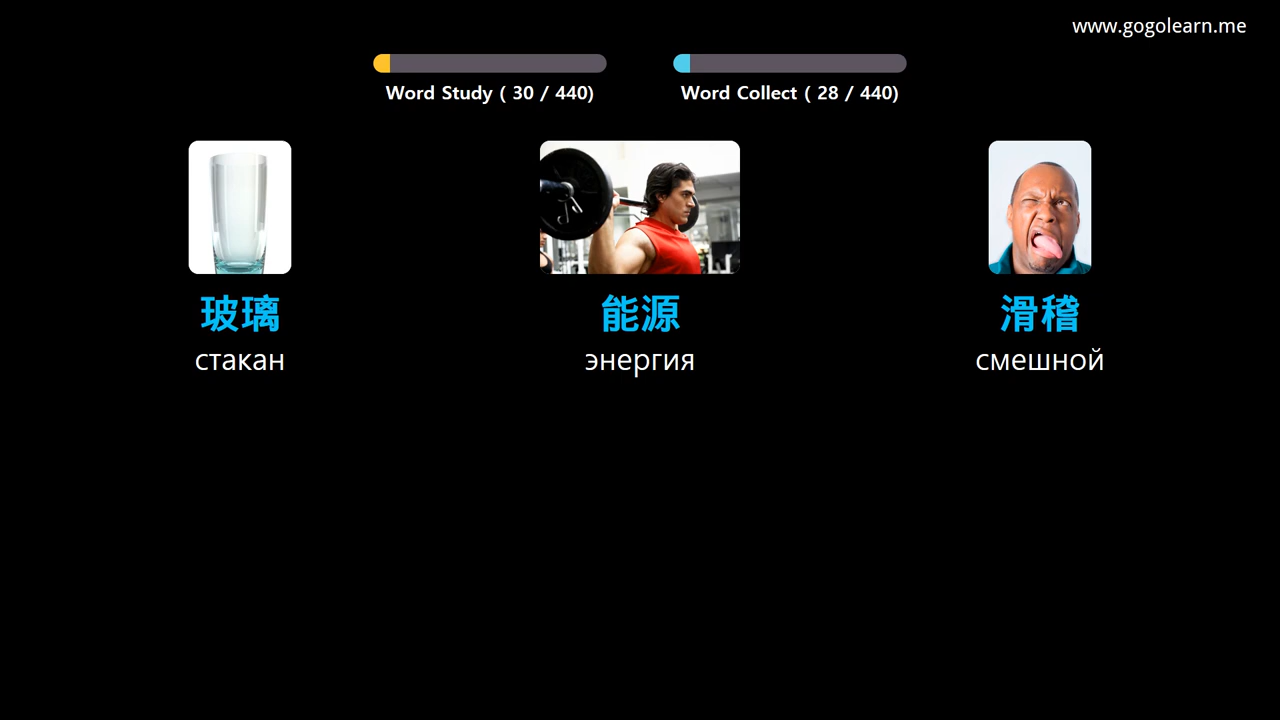 www.gogolearn.me
Word Study ( 30 / 440)
Word Collect ( 28 / 440)
玻璃
能源
滑稽
стакан
энергия
смешной